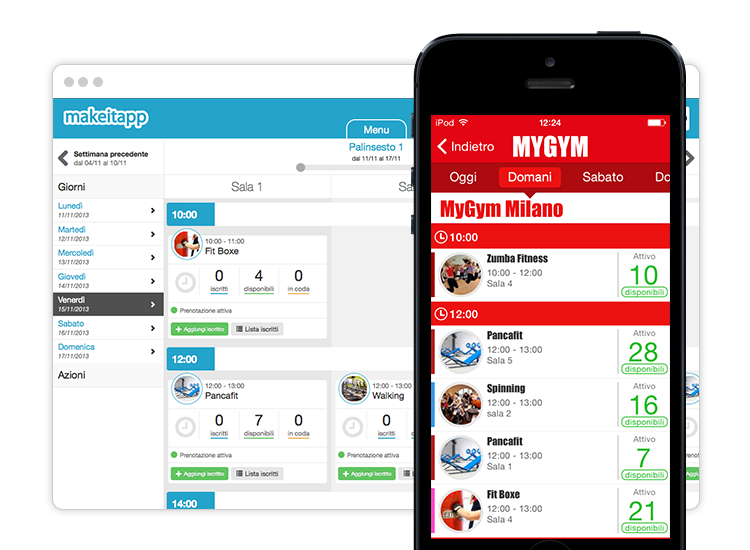 makeitapp
Menu
Settimana precedente
dal 04/11 al 10/11
Palinsesto 1
dal 11/11 al 17/11
Giorni
Sala 1
Lunedì
11/11/2013
Martedì
12/11/2013
Mercoledì
13/11/2013
Giovedì
14/11/2013
Venerdì
15/11/2013
Sabato
16/11/2013
Domenica
17/11/2013
Azioni
10:00
10:00 - 11:00
Fit Boxe
0 4 0
iscritti disponibili in coda
Prenotazione attiva
+ Aggiungi iscritto Lista iscritti
12:00
12:00 - 13:00
Pancafit
0 7 0
iscritti disponibili in coda
Prenotazione attiva
+ Aggiungi iscritto Lista iscritti
12:00 - 13:00
Walking
0
iscritti
Prenotazione attiva
+ Aggiungi iscritto
14:00
iPod 12:24
Indietro MYGYM
Oggi Domani Sabato Do
MyGym Milano
10:00
Zumba Fitness
10:00 - 12:00
Sala 4
Attivo
10
disponibili
12:00
Pancafit
12:00 - 13:00
Sala 5
Attivo
28
disponibili
Spinning
12:00 - 13:00
sala 2
Attivo
16
disponibili
Pancafit
12:00 - 13:00
Sala 1
Attivo
7
disponibili
Fit Boxe
12:00 - 13:00
Sala 4
Attivo
21
disponibili